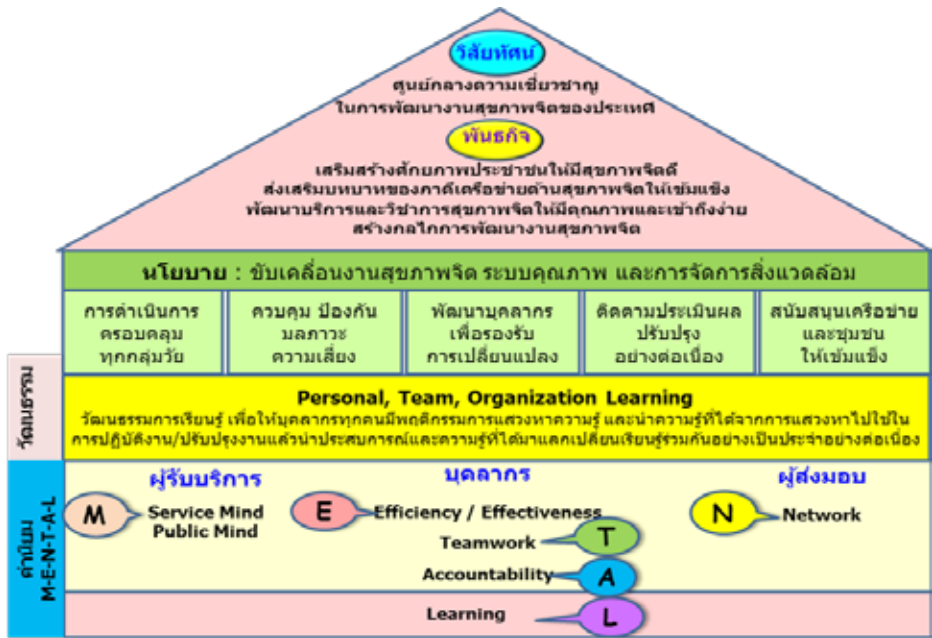 วิสัยทัศน์
ศูนย์กลางความเชี่ยวชาญ
ในการพัฒนางานสุขภาพจิตของประเทศ
พันธกิจ
เสริมสร้างศักยภาพประชาชนให้มีสุขภาพจิตดี
ส่งเสริมบทบาทของภาคีเครือข่ายด้านสุขภาพจิตให้เข้มแข็ง
พัฒนาบริการและวิชาการสุขภาพจิตให้มีคุณภาพและเข้าถึงง่าย
สร้างกลไกการพัฒนางานสุขภาพจิต
นโยบาย : ขับเคลื่อนงานสุขภาพจิต ระบบคุณภาพ และการจัดการสิ่งแวดล้อม
การดำเนินการ
ครอบคลุม
ทุกกลุ่มวัย
ควบคุม ป้องกัน
มลภาวะ
ความเสี่ยง
พัฒนาบุคลากร
เพื่อรองรับ
การเปลี่ยนแปลง
ติดตามประเมินผล
ปรับปรุง
อย่างต่อเนื่อง
สนับสนุนเครือข่าย
และชุมชน
ให้เข้มแข็ง
วัฒนธรรม
Personal, Team, Organization Learning
วัฒนธรรมการเรียนรู้ เพื่อให้บุคลากรทุกคนมีพฤติกรรมการแสวงหาความรู้ และนำความรู้ที่ได้จากการแสวงหาไปใช้ใน
การปฏิบัติงาน/ปรับปรุงงานแล้วนำประสบการณ์และความรู้ที่ได้มาแลกเปลี่ยนเรียนรู้ร่วมกันอย่างเป็นประจำอย่างต่อเนื่อง
ค่านิยม
M-E-N-T-A-L
ผู้รับบริการ
M
Service Mind
Public Mind
บุคลากร
E
Efficiency / Effectiveness
Teamwork
T
Accountability
A
ผู้ส่งมอบ
N
Network
Learning
L